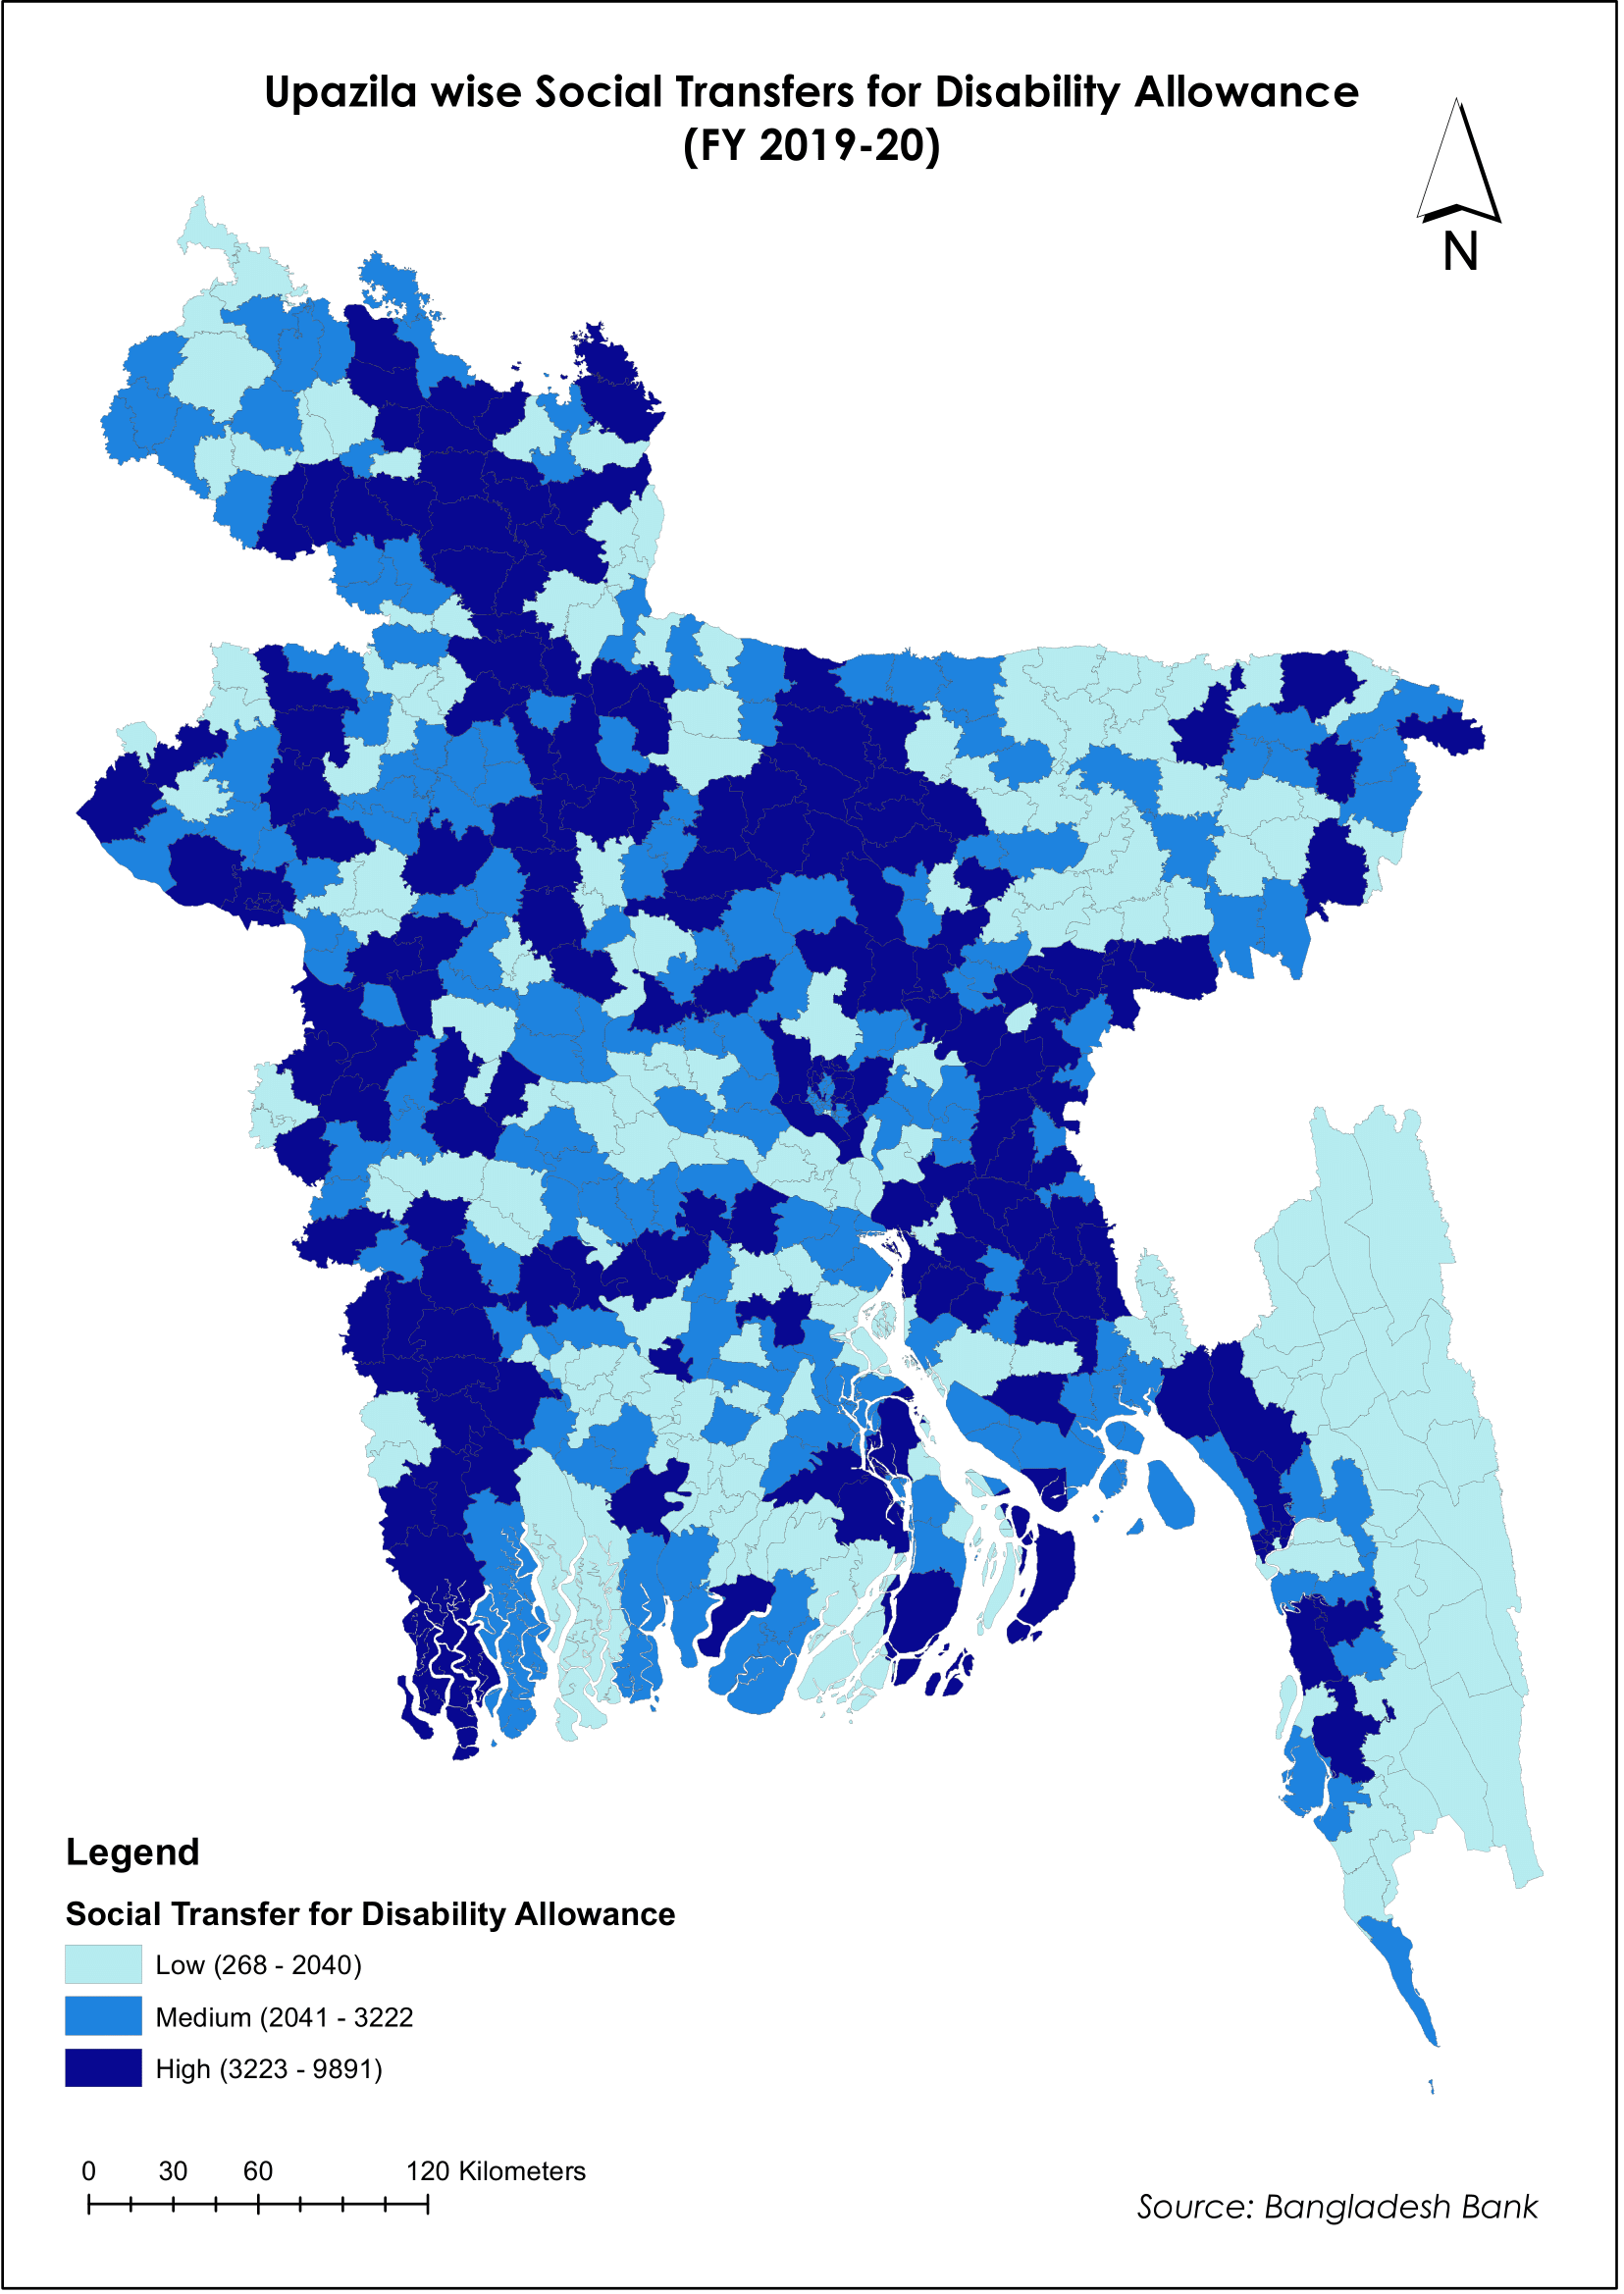 Upazila wise Social Transfers for Disability Allowance
(FY 2019-20)
N
Legend
Social Transfer for Disability Allowance
Low (268 - 2040)
Medium (2041 - 3222
High (3223 - 9891)
0 30 60 120 Kilometers
Source: Bangladesh Bank